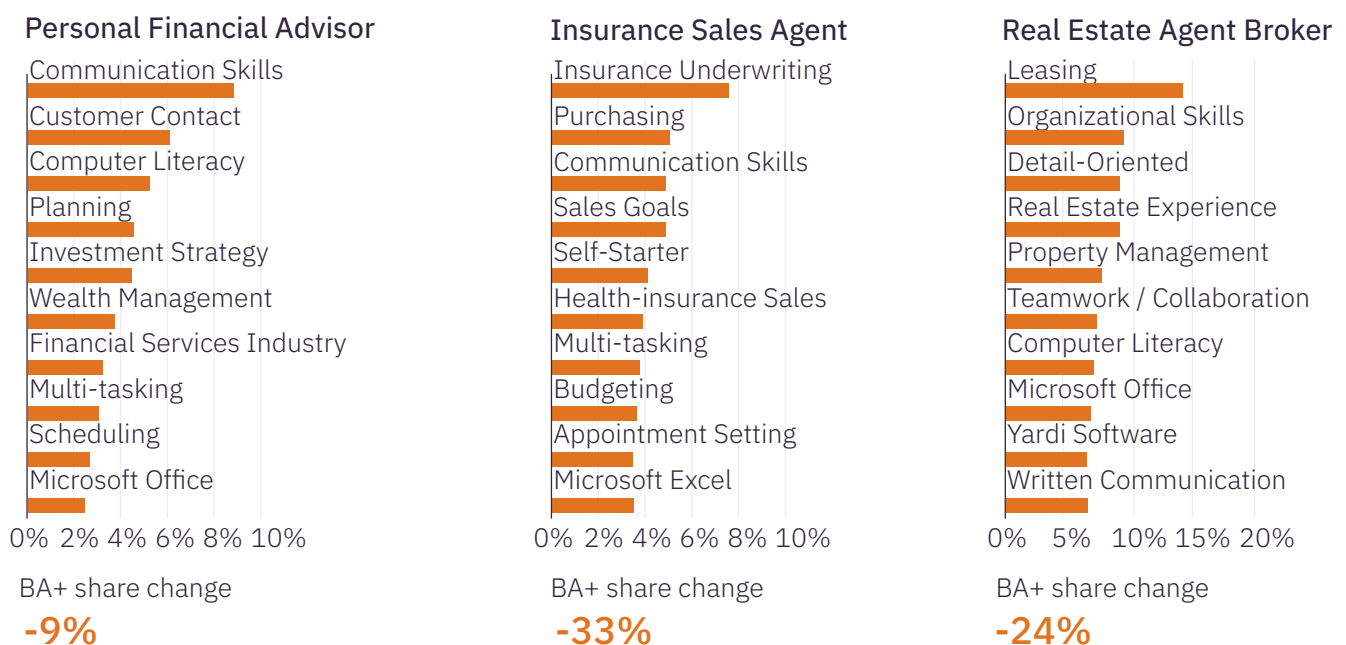 Personal Financial Advisor
Communication Skills
Customer Contact
Computer Literacy
Planning
Investment Strategy
Wealth Management
Financial Services Industry
Multi-tasking
Scheduling
Microsoft Office
0% 2% 4% 6% 8% 10%
BA+ share change
-9%
Insurance Sales Agent
Insurance Underwriting
Purchasing
Communication Skills
Sales Goals
Self-Starter
Health-insurance Sales
Multi-tasking
Budgeting
Appointment Setting
Microsoft Excel
0% 2% 4% 6% 8% 10%
BA+ share change
-33%
Real Estate Agent Broker
Leasing
Organizational Skills
Detail-Oriented
Real Estate Experience
Property Management
Teamwork / Collaboration
Computer Literacy
Microsoft Office
Yardi Software
Written Communication
0% 5% 10% 15% 20%
BA+ share change
-24%